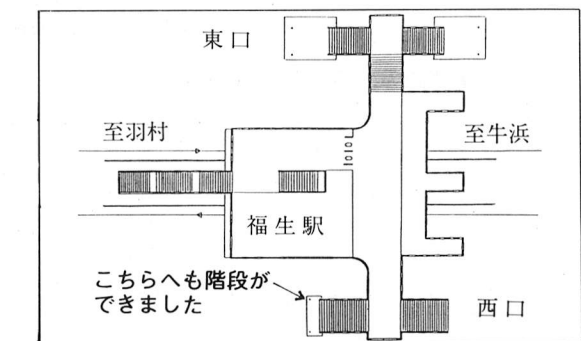 東口
至羽村
至牛浜
福生駅
こちらへも階段が
できました
西口